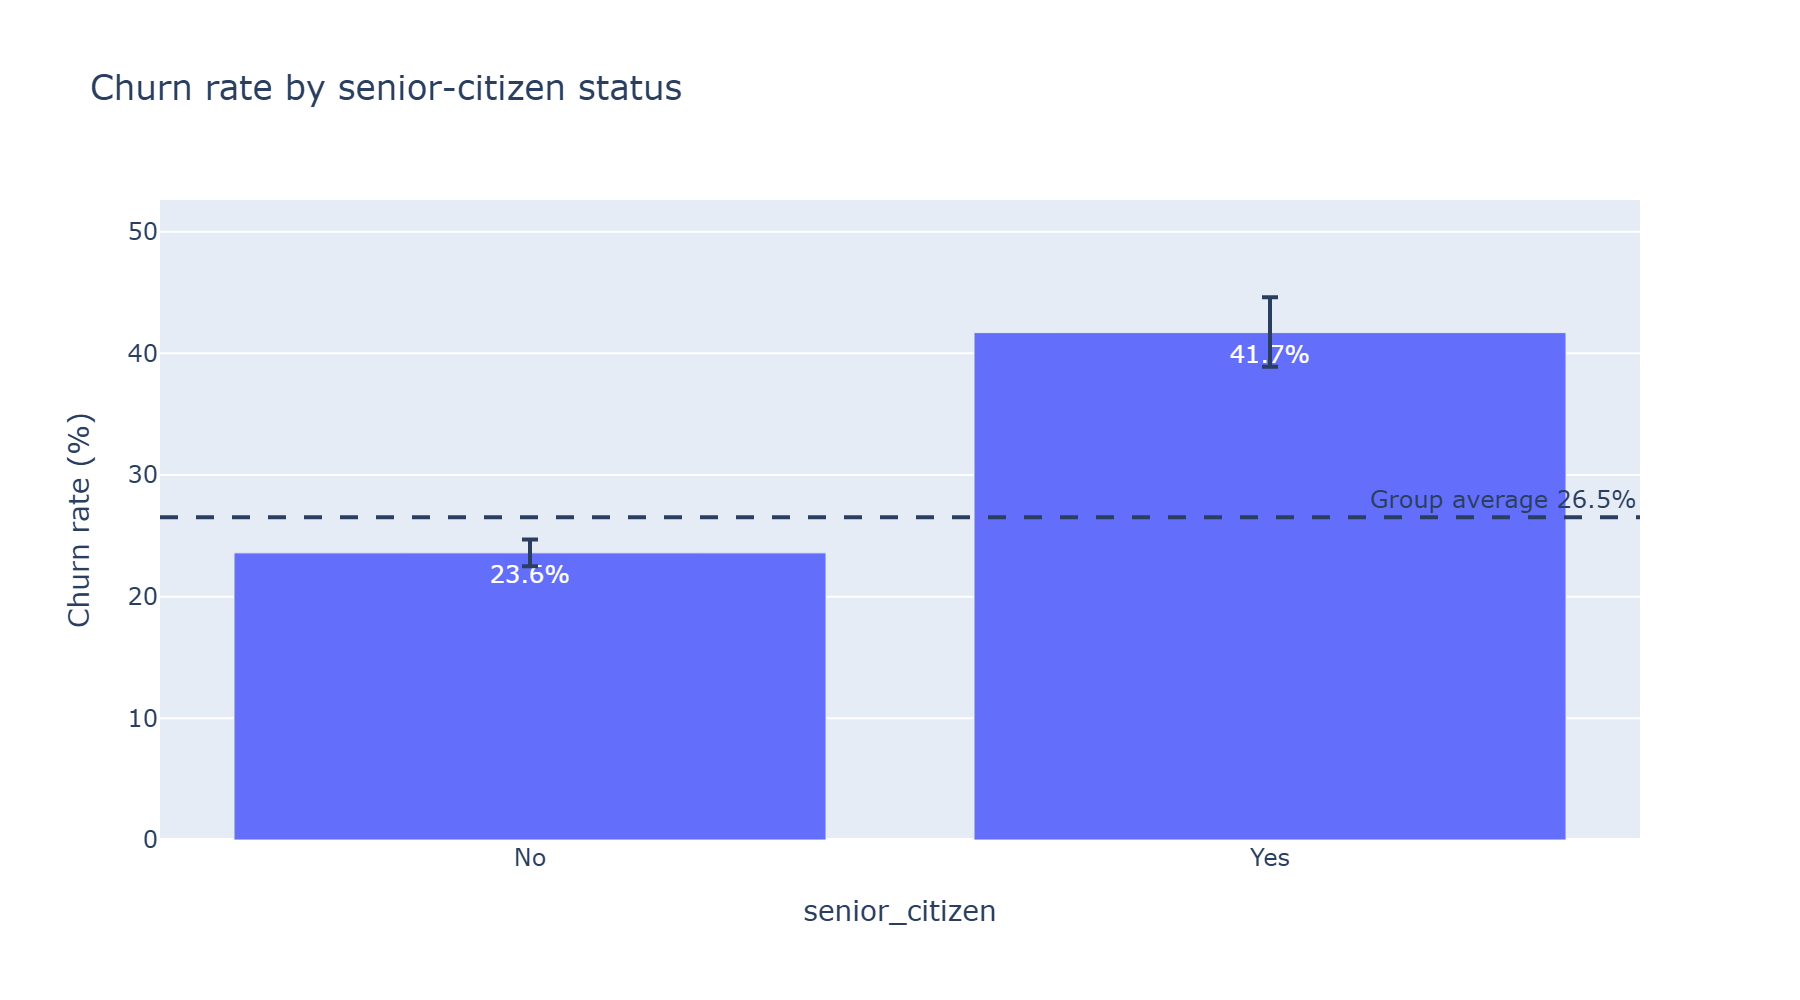 Churn rate by senior-citizen status
Churn rate (%)
50
40
30
20
10
0
41.7%
Group average 26.5%
23.6%
No
Yes
senior_citizen